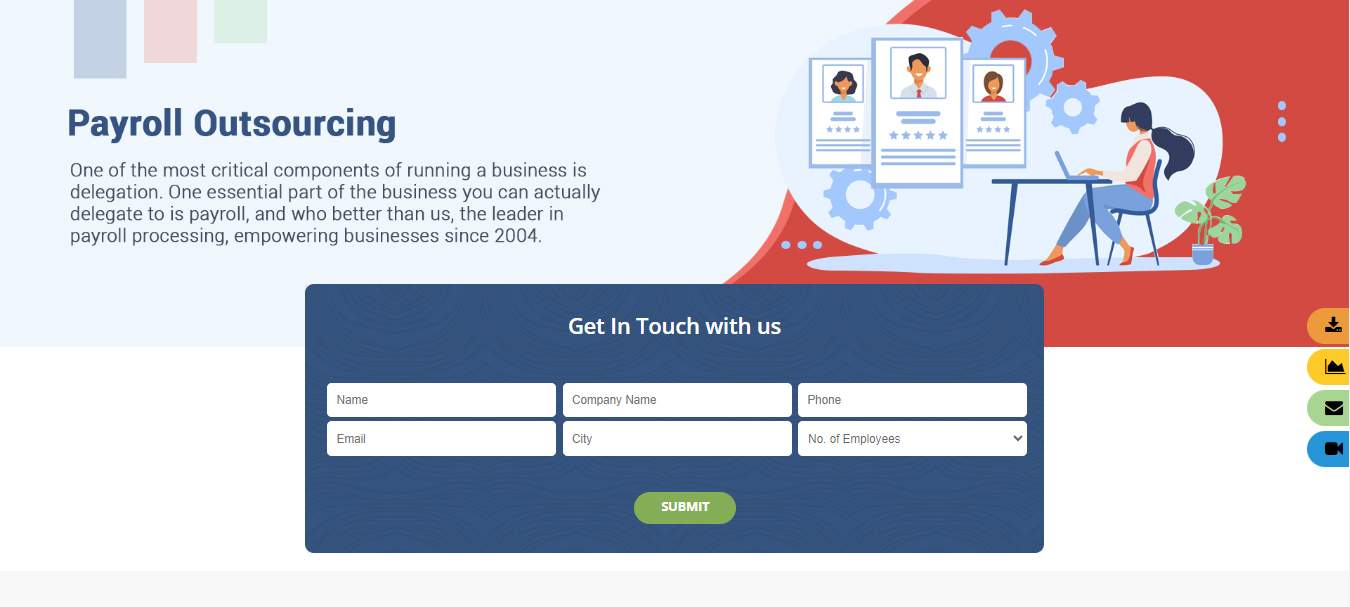 Payroll Outsourcing
One of the most critical components of running a business is
delegation. One essential part of the business you can actually
delegate to is payroll, and who better than us, the leader in
payroll processing, empowering businesses since 2004.
Get In Touch with us
Name
Company Name
Phone
Email
City
No. of Employees
SUBMIT